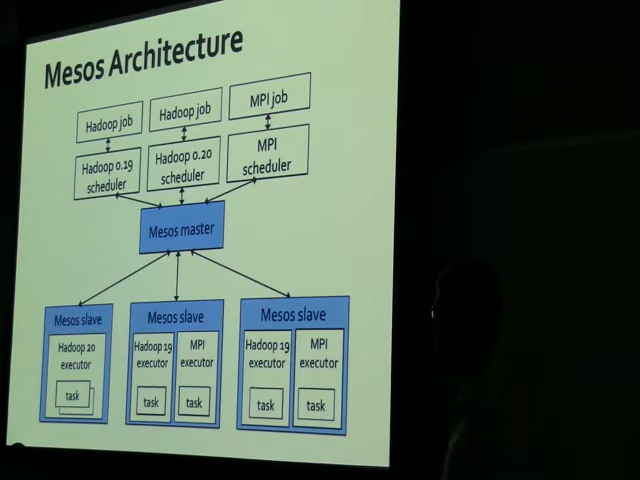 Mesos Architecture
Hadoop job
Hadoop job
MPI job
Hadoop 0.19
scheduler
Hadoop 0.20
scheduler
MPI
scheduler
Mesos master
Mesos slave
Hadoop 20
executor
task
Mesos slave
Hadoop 19
executor
task
MPI
executor
task
Mesos slave
Hadoop 19
executor
task
MPI
executor
task